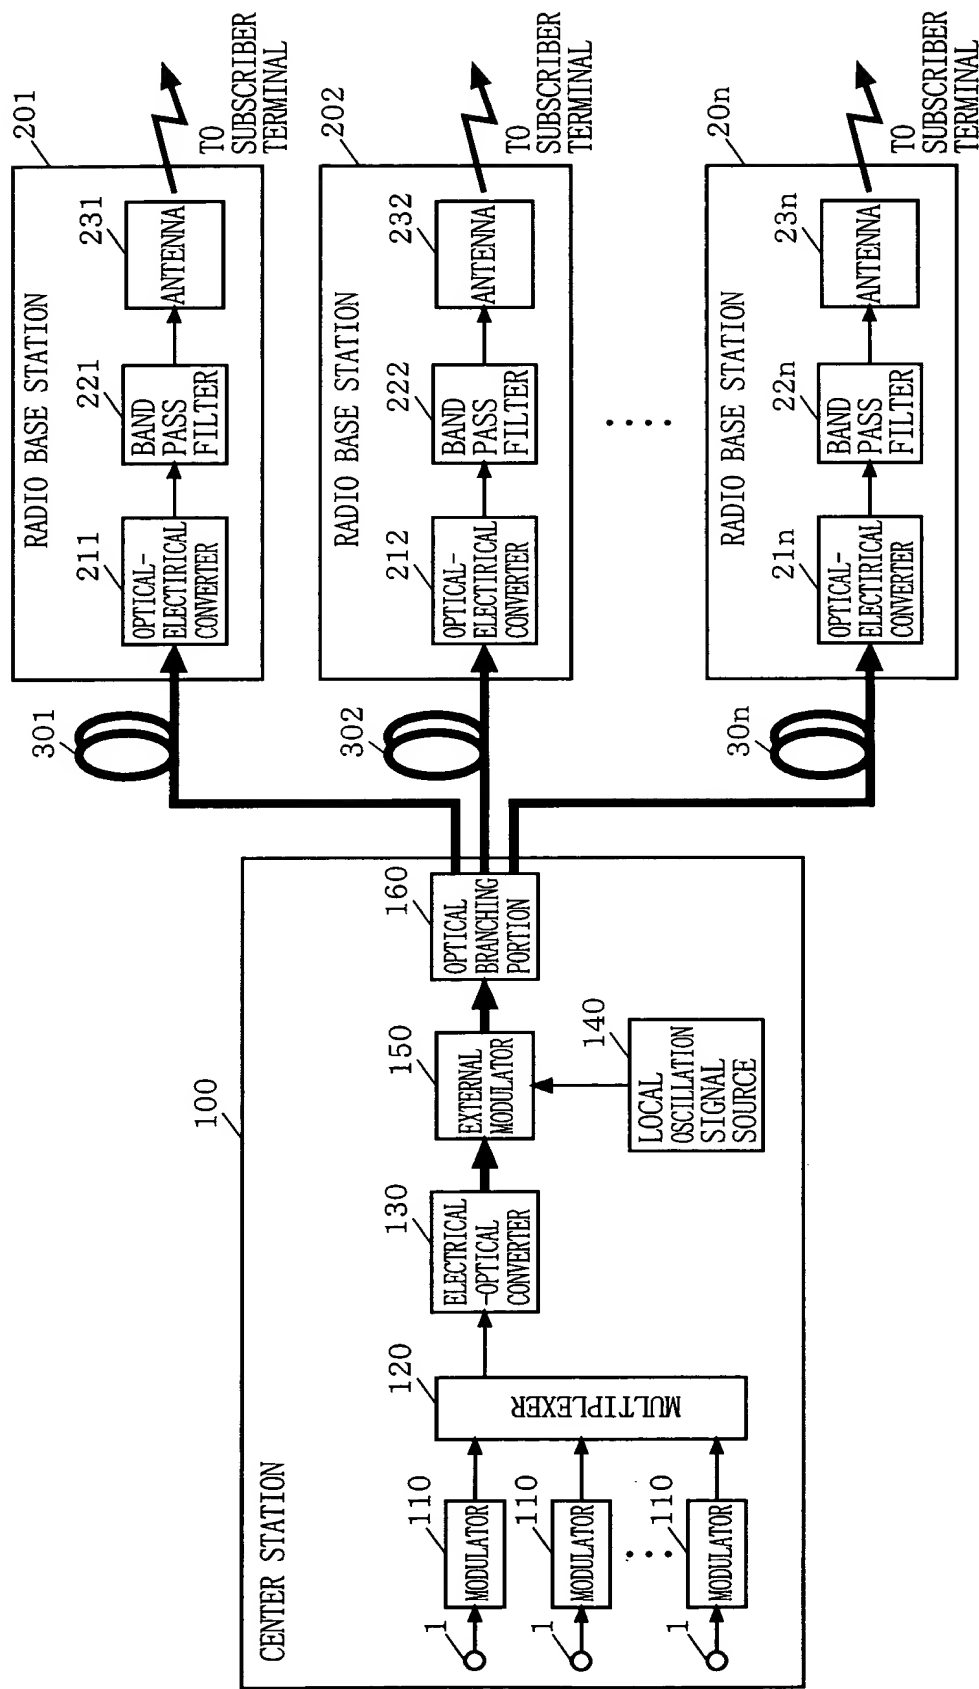 CENTER STATION
100
1
MODULATOR
110
1
MODULATOR
110
1
MODULATOR
110
MULTIPLEXER
120
ELECTRICAL
-OPTICAL
CONVERTER
130
EXTERNAL
MODULATOR
150
LOCAL
OSCILLATION
SIGNAL
SOURCE
140
OPTICAL
BRANCHING
PORTION
160
301
302
30n
RADIO BASE STATION
201
211
OPTICAL-
ELECTIRICAL
CONVERTER
221
BAND
PASS
FILTER
231
ANTENNA
TO
SUBSCRIBER
TERMINAL
RADIO BASE STATION
202
212
OPTICAL-
ELECTRICAL
CONVERTER
222
BAND
PASS
FILTER
232
ANTENNA
TO
SUBSCRIBER
TERMINAL
RADIO BASE STATION
20n
21n
OPTICAL-
ELECTRICAL
CONVERTER
22n
BAND
PASS
FILTER
23n
ANTENNA
TO
SUBSCRIBER
TERMINAL